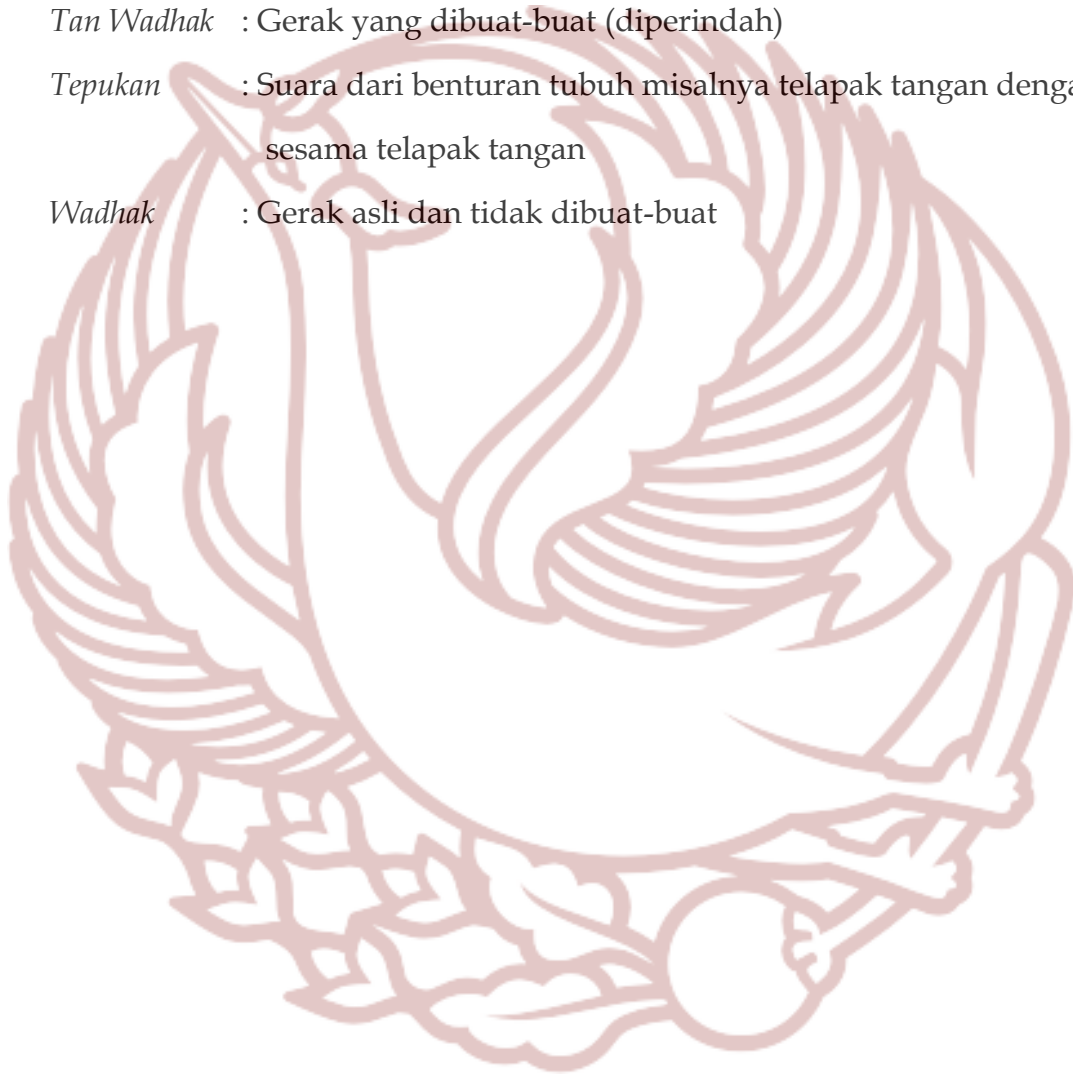 Tan Wadhak : Gerak yang dibuat-buat (diperindah)
Tepukan : Suara dari benturan tubuh misalnya telapak tangan denga
sesama telapak tangan
Wadhak : Gerak asli dan tidak dibuat-buat